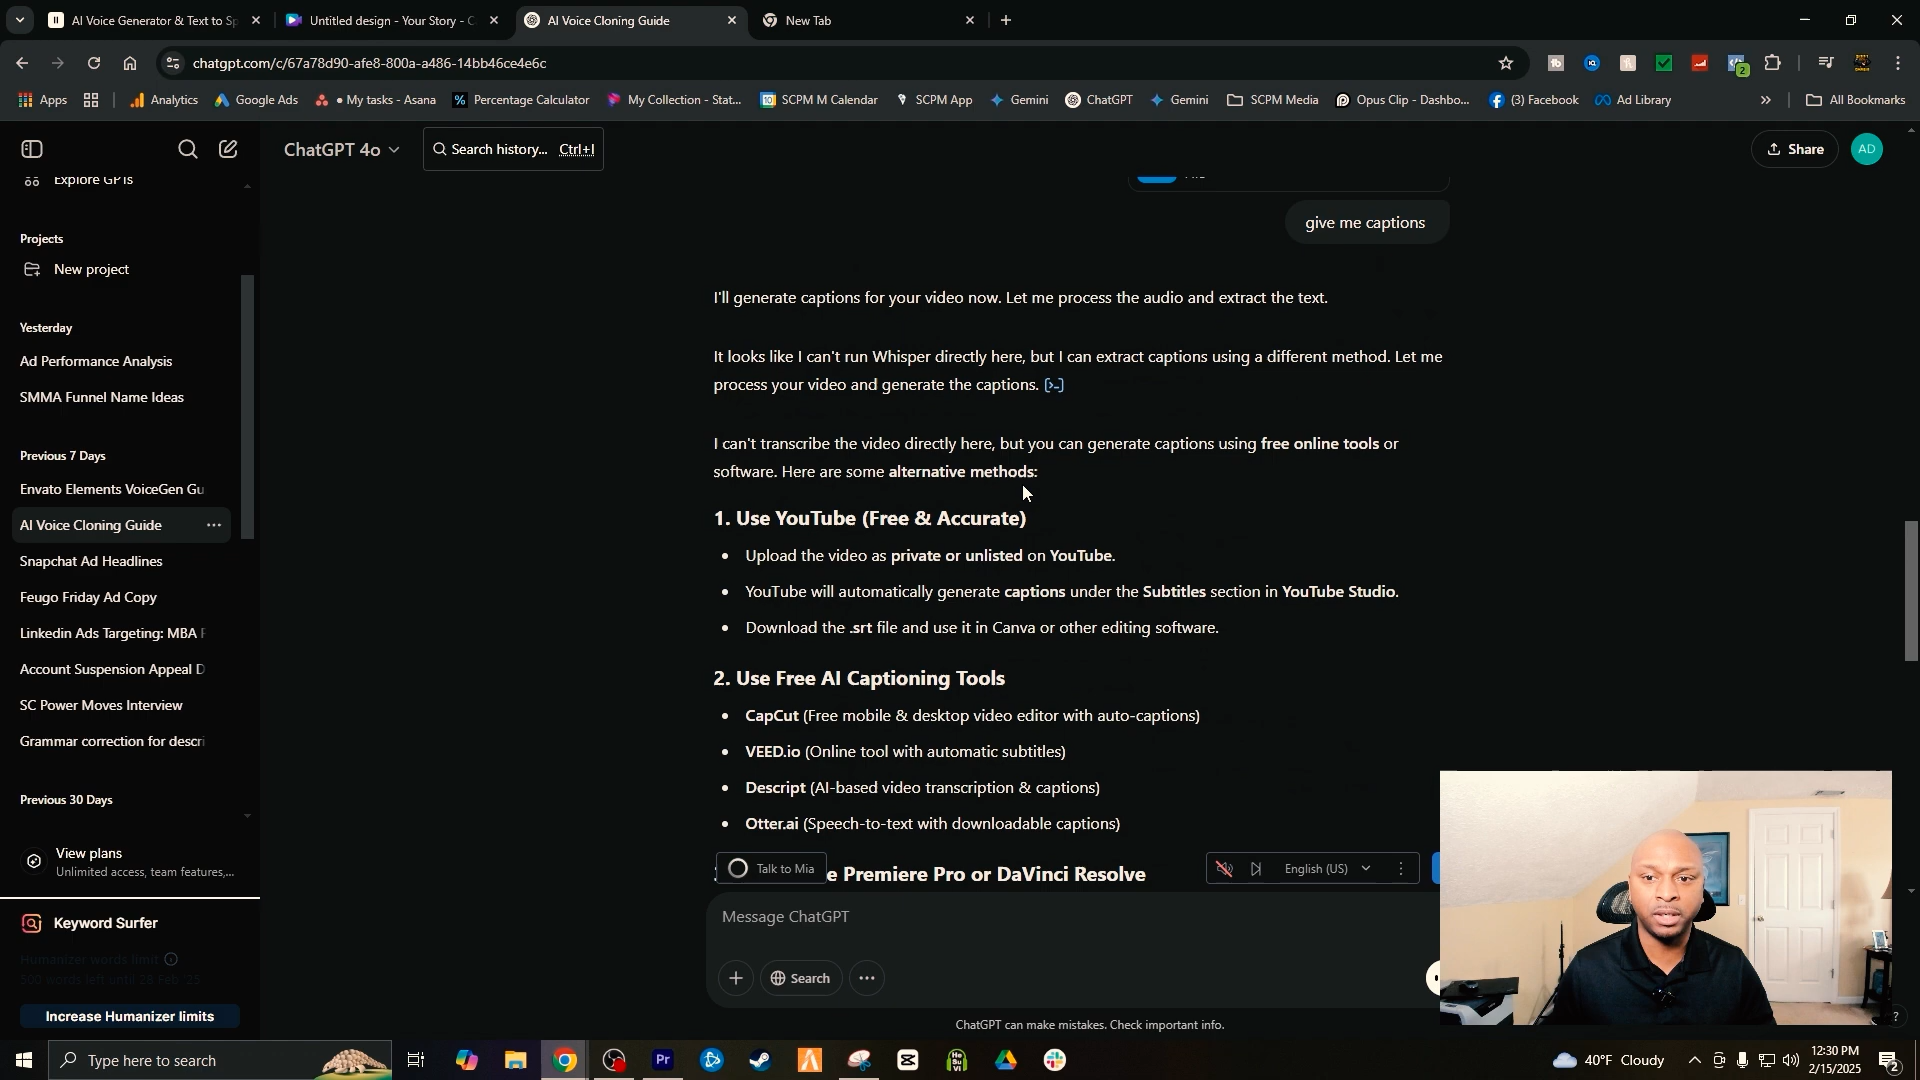 AI Voice Generator & Text to Sp
Untitled design - Your Story - C
AI Voice Cloning Guide
New Tab
chatgpt.com/c/67a78d90-afe8-800a-a486-14bb46ce4e6c
2
Apps
Analytics
Google Ads
• My tasks - Asana
Percentage Calculator
My Collection - Stat...
SCPM M Calendar
SCPM App
Gemini
ChatGPT
Gemini
SCPM Media
Opus Clip - Dashbo...
(3) Facebook
Ad Library
All Bookmarks
ChatGPT 4o
Search history... Ctrl+I
Share
AD
Explore GPTs
Projects
New project
Yesterday
Ad Performance Analysis
SMMA Funnel Name Ideas
Previous 7 Days
Envato Elements VoiceGen Gu
AI Voice Cloning Guide
Snapchat Ad Headlines
Feugo Friday Ad Copy
Linkedin Ads Targeting: MBA
Account Suspension Appeal D
SC Power Moves Interview
Grammar correction for descri
Previous 30 Days
View plans
Unlimited access, team features,...
Keyword Surfer
Humanizer words limit
500 words left until 28 Feb '25
Increase Humanizer limits
give me captions
I'll generate captions for your video now. Let me process the audio and extract the text.
It looks like I can't run Whisper directly here, but I can extract captions using a different method. Let me
process your video and generate the captions. [>-]
I can't transcribe the video directly here, but you can generate captions using free online tools or
software. Here are some alternative methods:
1. Use YouTube (Free & Accurate)
• Upload the video as private or unlisted on YouTube.
• YouTube will automatically generate captions under the Subtitles section in YouTube Studio.
• Download the .srt file and use it in Canva or other editing software.
2. Use Free AI Captioning Tools
• CapCut (Free mobile & desktop video editor with auto-captions)
• VEED.io (Online tool with automatic subtitles)
• Descript (AI-based video transcription & captions)
• Otter.ai (Speech-to-text with downloadable captions)
e Premiere Pro or DaVinci Resolve
Talk to Mia
English (US)
Message ChatGPT
Search
ChatGPT can make mistakes. Check important info.
?
Type here to search
Pr
40°F Cloudy
12:30 PM
2/15/2025
2